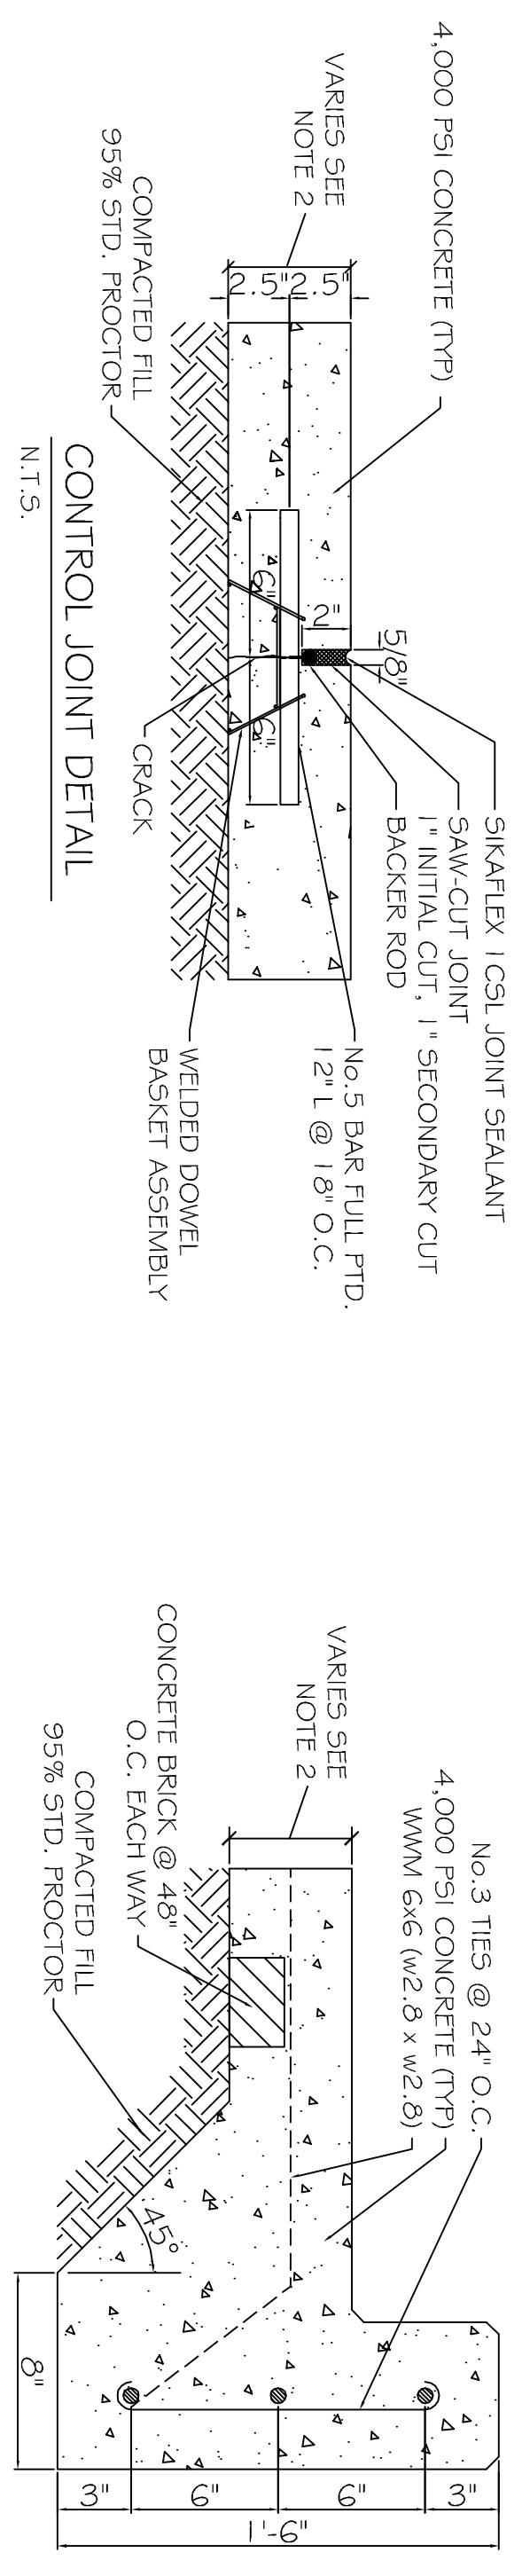 4,000 PSI CONCRETE (TYP)
VARIES SEE
NOTE 2
COMPACTED FILL
95% STD. PROCTOR
2.5"
2.5"
6"
6"
2"
5/8"
SIKAFLEX 1CSL JOINT SEALANT
SAW-CUT JOINT
1" INITIAL CUT, 1" SECONDARY CUT
BACKER ROD
No.5 BAR FULL PTD.
12" L @ 18" O.C.
WELDED DOWEL
BASKET ASSEMBLY
CRACK
CONTROL JOINT DETAIL
N.T.S.
No.3 TIES @ 24" O.C.
4,000 PSI CONCRETE (TYP)
WWM 6x6 (w2.8 x w2.8)
VARIES SEE
NOTE 2
CONCRETE BRICK @ 48"
O.C. EACH WAY
COMPACTED FILL
95% STD. PROCTOR
45°
8"
3"
6"
6"
3"
1'-6"